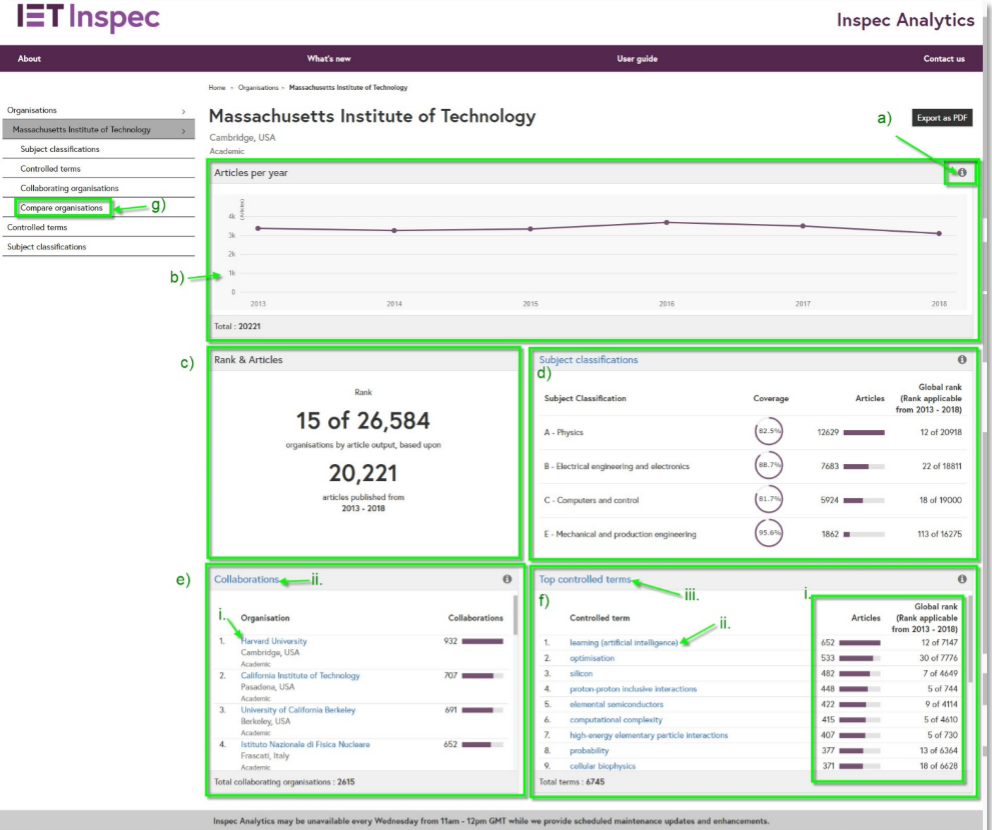 IET Inspec
Inspec Analytics
About What's new User guide Contact us
Home › Organisations › Massachusetts Institute of Technology
Organisations
Massachusetts Institute of Technology
Subject classifications
Controlled terms
Collaborating organisations
Compare organisations
g)
Controlled terms
Subject classifications
Massachusetts Institute of Technology
Cambridge, USA
Academic
a)
Export as PDF
Articles per year
b)
(Articles)
4k
3k
2k
1k
0
2013 2014 2015 2016 2017 2018
Total : 20221
c)
Rank & Articles
Rank
15 of 26,584
organisations by article output, based upon
20,221
articles published from
2013 - 2018
Subject classifications
d)
Subject Classification Coverage Articles Global rank (Rank applicable from 2013 - 2018)
A - Physics 82.5% 12629 12 of 20918
B - Electrical engineering and electronics 88.7% 7683 22 of 18811
C - Computers and control 81.7% 5924 18 of 19000
E - Mechanical and production engineering 95.6% 1862 113 of 16275
e)
Collaborations ii.
i.
Organisation Collaborations
1. Harvard University 932
Cambridge, USA
Academic
2. California Institute of Technology 707
Pasadena, USA
Academic
3. University of California Berkeley 691
Berkeley, USA
Academic
4. Istituto Nazionale di Fisica Nucleare 652
Frascati, Italy
Academic
Total collaborating organisations : 2615
Top controlled terms iii.
f)
i.
ii.
Controlled term Articles Global rank (Rank applicable from 2013 - 2018)
1. learning (artificial intelligence) 652 12 of 7147
2. optimisation 533 30 of 7776
3. silicon 482 7 of 4649
4. proton-proton inclusive interactions 448 5 of 744
5. elemental semiconductors 422 9 of 4114
6. computational complexity 415 5 of 4610
7. high-energy elementary particle interactions 407 5 of 730
8. probability 377 13 of 6364
9. cellular biophysics 371 18 of 6628
Total terms : 6745
Inspec Analytics may be unavailable every Wednesday from 11am - 12pm GMT while we provide scheduled maintenance updates and enhancements.